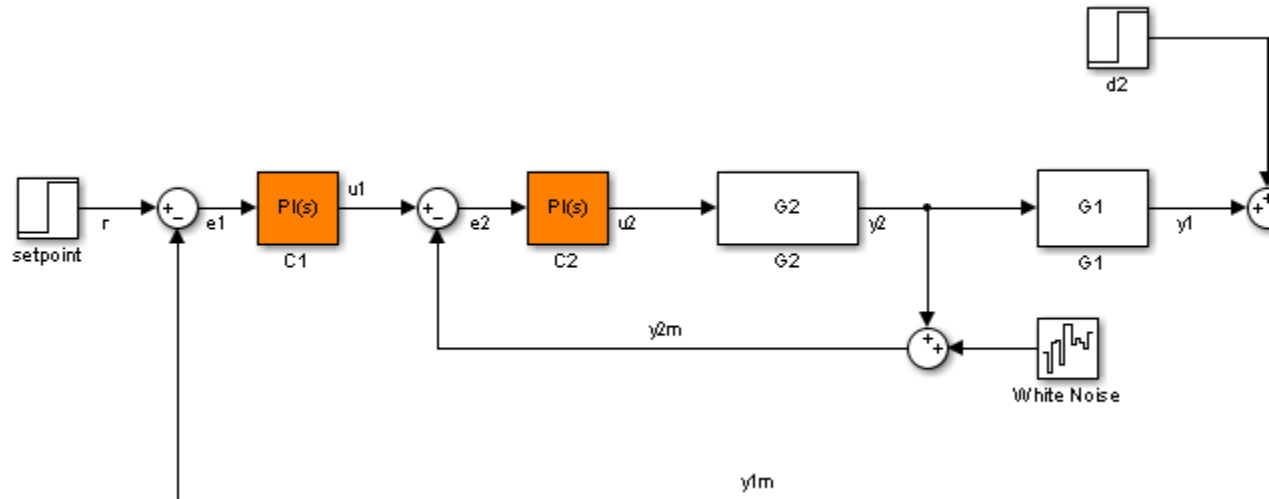 d2
r
setpoint
+
−
e1
PI(s)
C1
u1
+
−
e2
PI(s)
C2
u2
G2
G2
y2
G1
G1
y1
+
+
y2m
+
+
White Noise
y1m